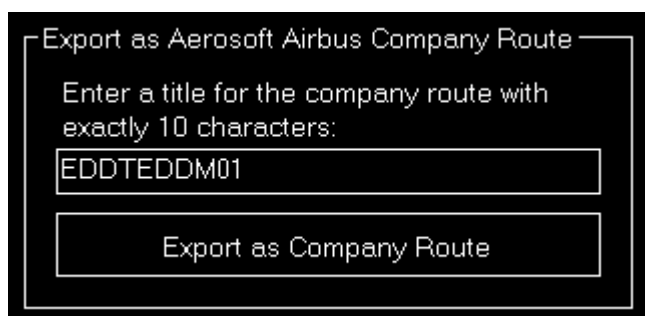 Export as Aerosoft Airbus Company Route
Enter a title for the company route with
exactly 10 characters:
EDDTEDDM01
Export as Company Route